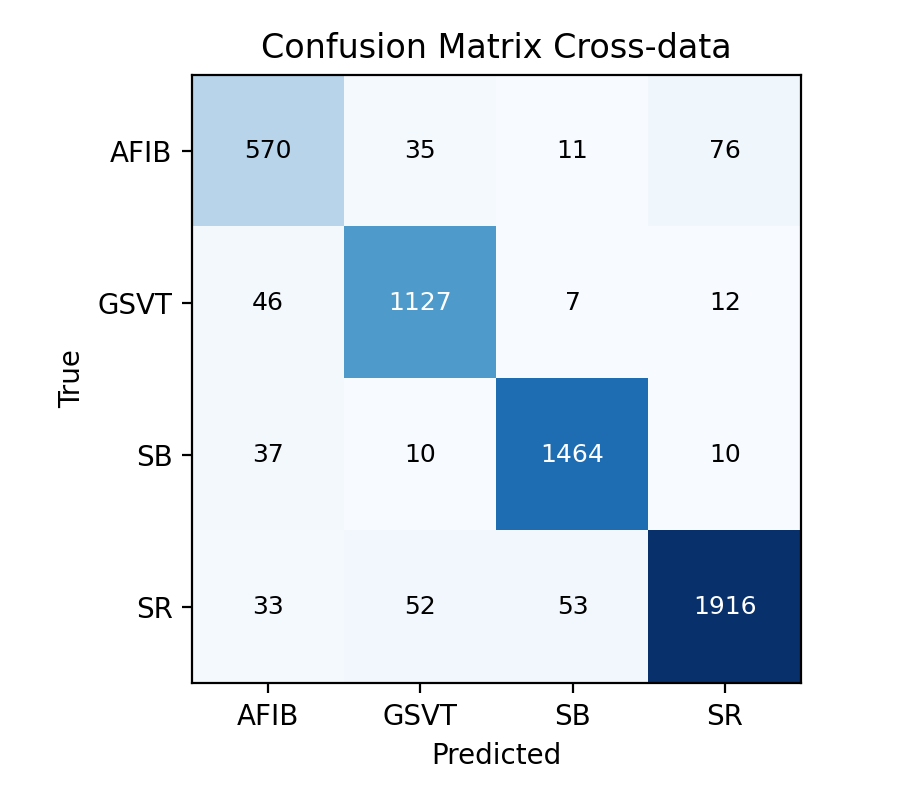 Confusion Matrix Cross-data
AFIB 570 35 11 76
GSVT 46 1127 7 12
SB 37 10 1464 10
SR 33 52 53 1916
True
AFIB GSVT SB SR
Predicted